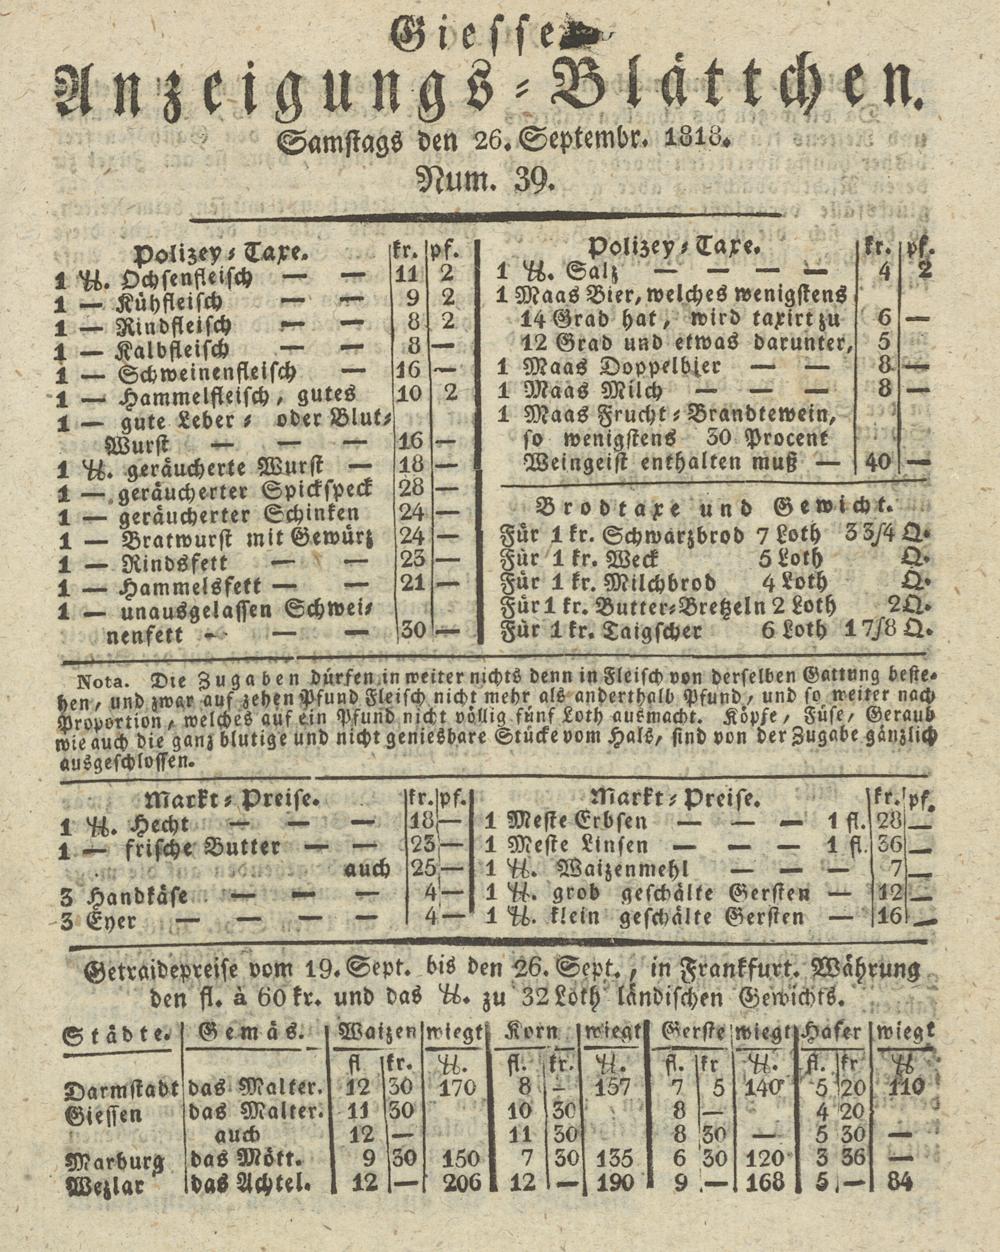 Giesser
Anzeigungs-Blättchen.
Samstags den 26. Septembr. 1818.
Num. 39.
Polizey-Taxe. kr. pf.
1 ℔. Ochsenfleisch — — 11 2
1 — Kühfleisch — — 9 2
1 — Rindfleisch — — 8 2
1 — Kalbfleisch — — 8 —
1 — Schweinenfleisch — 16 —
1 — Hammelfleisch, gutes 10 2
1 — gute Leber- oder Blut-
Wurst — — — 16 —
1 ℔. geräucherte Wurst — 18 —
1 — geräucherter Spickspeck 28 —
1 — geräucherter Schinken 24 —
1 — Bratwurst mit Gewürz 24 —
1 — Rindsfett — — 23 —
1 — Hammelsfett — — 21 —
1 — unausgelassen Schwei-
nenfett — — — 30 —
Polizey-Taxe. kr. pf.
1 ℔. Salz — — — — 4 2
1 Maas Bier, welches wenigstens
14 Grad hat, wird taxirt zu 6 —
12 Grad und etwas darunter, 5
1 Maas Doppelbier — — 8 —
1 Maas Milch — — — 8 —
1 Maas Frucht-Brandtewein,
so wenigstens 30 Procent
Weingeist enthalten muß — 40 —
Brodtaxe und Gewicht.
Für 1 kr. Schwarzbrod 7 Loth 3 3/4 Q.
Für 1 kr. Weck 5 Loth Q.
Für 1 kr. Milchbrod 4 Loth Q.
Für 1 kr. Butter-Bretzeln 2 Loth 2 Q.
Für 1 kr. Taigscher 6 Loth 1 7/8 Q.
Nota. Die Zugaben dürfen in weiter nichts denn in Fleisch von derselben Gattung beste-
hen, und zwar auf zehen Pfund Fleisch nicht mehr als anderthalb Pfund, und so weiter nach
Proportion, welches auf ein Pfund nicht völlig fünf Loth ausmacht. Köpfe, Füse, Geraub
wie auch die ganz blutige und nicht geniesbare Stücke vom Hals, sind von der Zugabe gänzlich
ausgeschlossen.
Markt-Preise. kr. pf.
1 ℔. Hecht — — — 18 —
1 — frische Butter — — 23 —
auch 25 —
3 Handkäse — — — 4 —
3 Eyer — — — — 4 —
Markt-Preise. kr. pf.
1 Meste Erbsen — — — 1 fl. 28 —
1 Meste Linsen — — — 1 fl. 36 —
1 ℔. Waizenmehl — — — 7 —
1 ℔. grob geschälte Gersten — 12 —
1 ℔. klein geschälte Gersten — 16 —
Getraidepreise vom 19. Sept. bis den 26. Sept., in Frankfurt. Währung
den fl. à 60 kr. und das ℔. zu 32 Loth ländischen Gewichts.
Städte. Gemäs. Waizen wiegt Korn wiegt Gerste wiegt Hafer wiegt
fl kr. ℔. fl. kr. ℔. fl. kr ℔. fl. kr ℔
Darmstadt das Malter. 12 30 170 8 — 157 7 5 140 5 20 110
Giessen das Malter. 11 30 10 30 8 — 4 20
auch 12 — 11 30 8 30 — 5 30 —
Marburg das Mött. 9 30 150 7 30 135 6 30 120 3 36 —
Wezlar das Achtel. 12 — 206 12 — 190 9 — 168 5 — 84